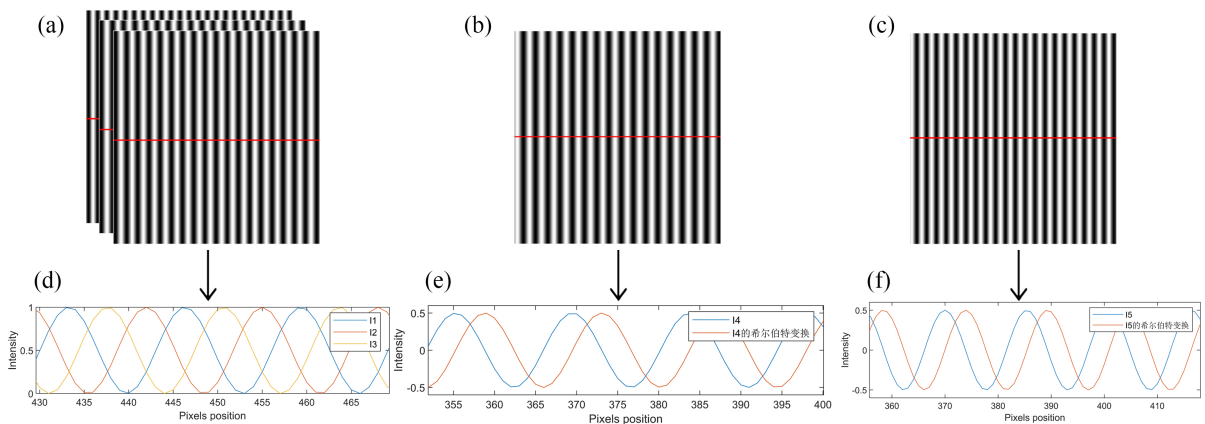 (a)
(b)
(c)
(d)
Intensity
1
0.5
0
430 435 440 445 450 455 460 465
Pixels position
I1
I2
I3
(e)
Intensity
0.5
0
-0.5
355 360 365 370 375 380 385 390 395 400
Pixels position
I4
I4的希尔伯特变换
(f)
Intensity
0.5
0
-0.5
360 370 380 390 400 410
Pixels position
I5
I5的希尔伯特变换